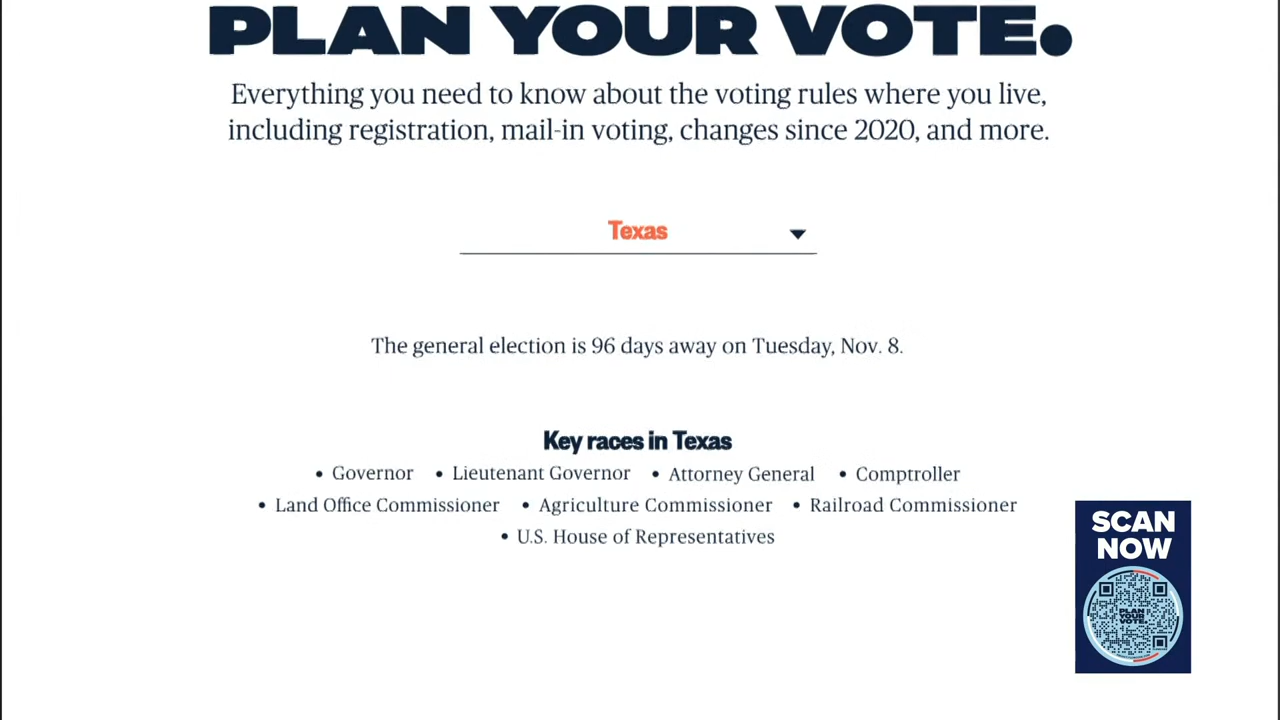 PLAN YOUR VOTE.
Everything you need to know about the voting rules where you live,
including registration, mail-in voting, changes since 2020, and more.
Texas
The general election is 96 days away on Tuesday, Nov. 8.
Key races in Texas
• Governor • Lieutenant Governor • Attorney General • Comptroller
• Land Office Commissioner • Agriculture Commissioner • Railroad Commissioner
• U.S. House of Representatives
SCAN
NOW
PLAN
YOUR
VOTE.